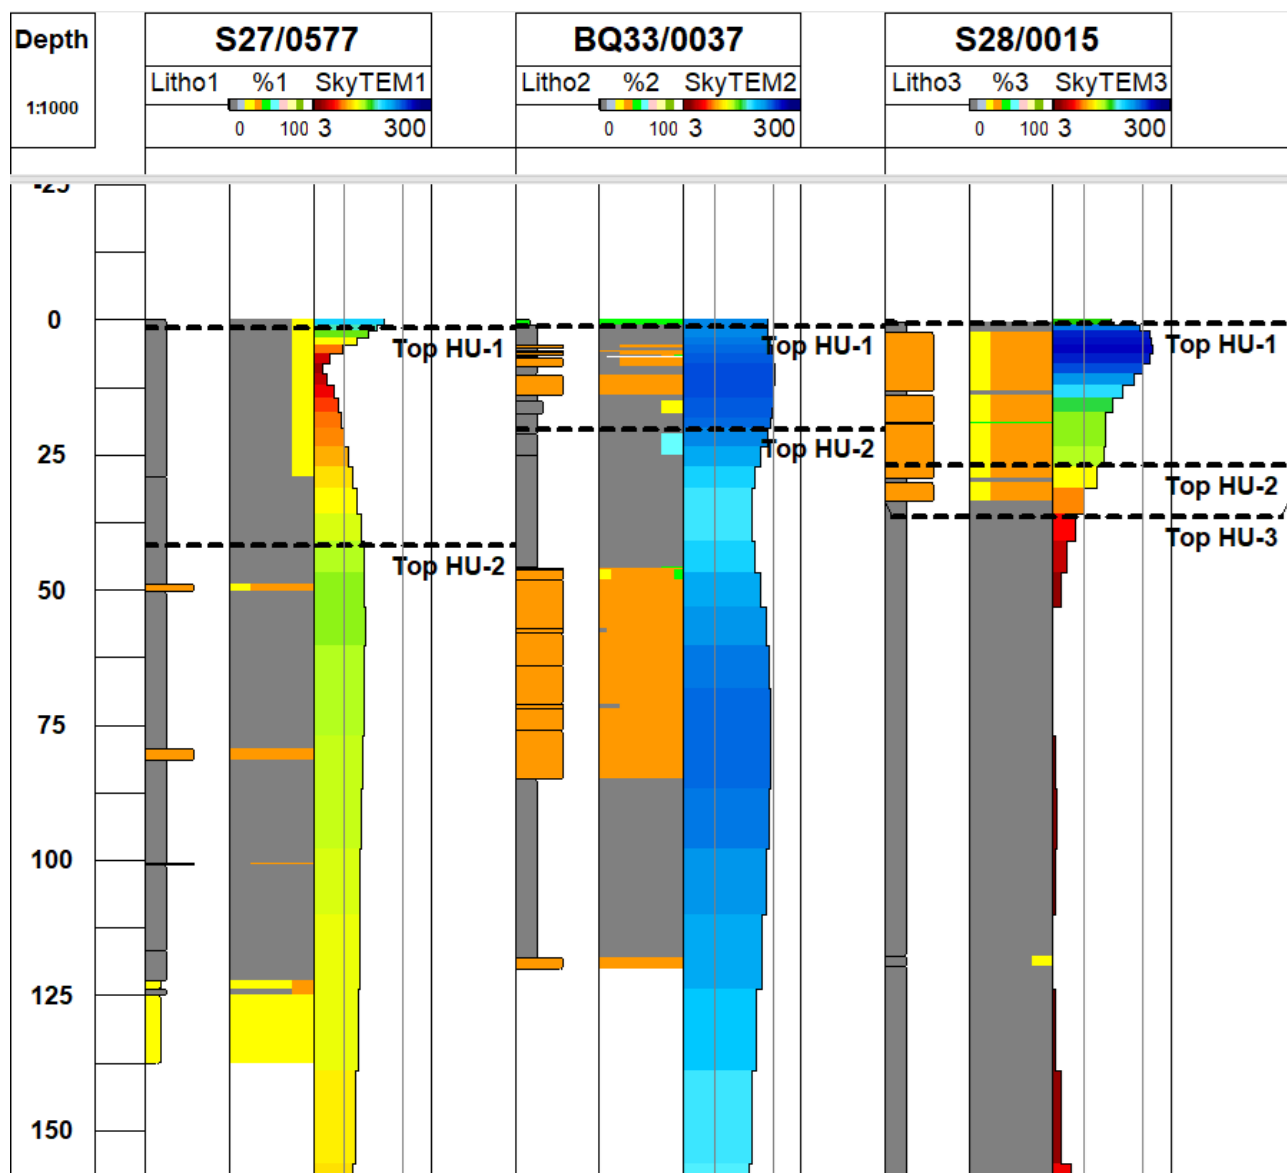 Depth
1:1000
S27/0577
Litho1 %1 SkyTEM1
0 100 3 300
BQ33/0037
Litho2 %2 SkyTEM2
0 100 3 300
S28/0015
Litho3 %3 SkyTEM3
0 100 3 300
-25
0
Top HU-1 Top HU-1 Top HU-1
Top HU-2
25
Top HU-2
Top HU-3
Top HU-2
50
75
100
125
150